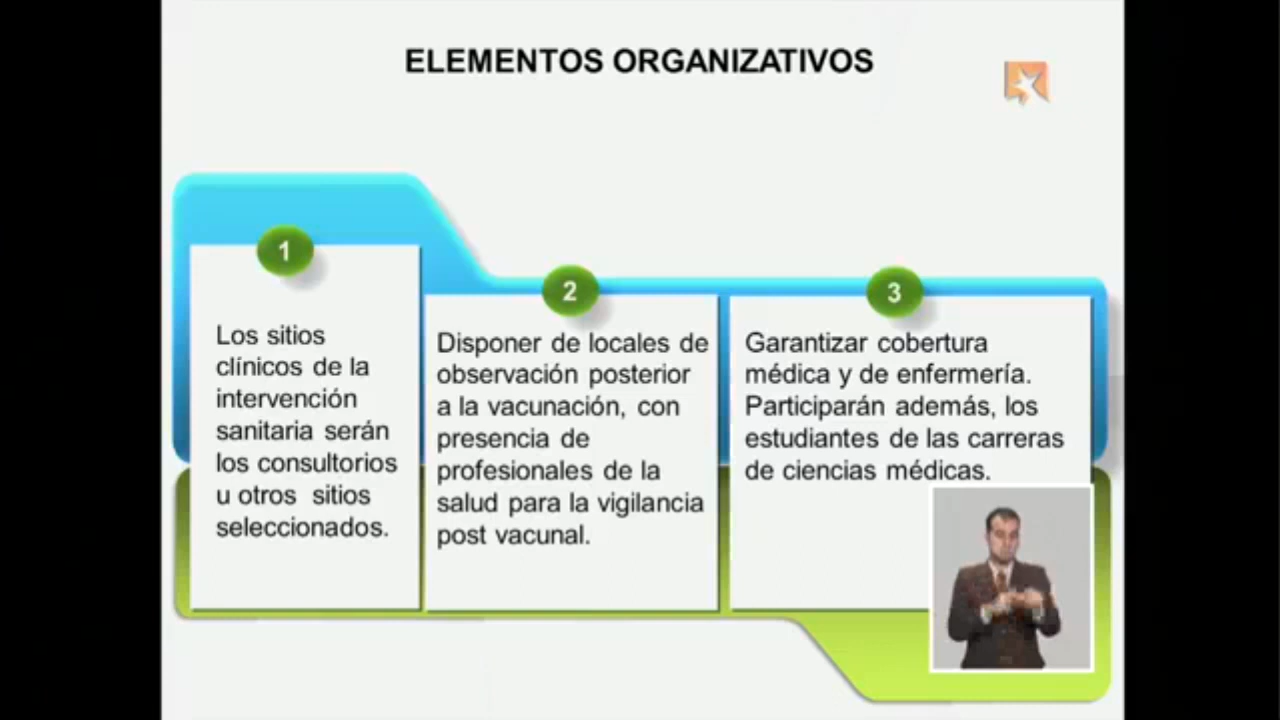 ELEMENTOS ORGANIZATIVOS
1
Los sitios
clínicos de la
intervención
sanitaria serán
los consultorios
u otros sitios
seleccionados.
2
Disponer de locales de
observación posterior
a la vacunación, con
presencia de
profesionales de la
salud para la vigilancia
post vacunal.
3
Garantizar cobertura
médica y de enfermería.
Participarán además, los
estudiantes de las carreras
de ciencias médicas.